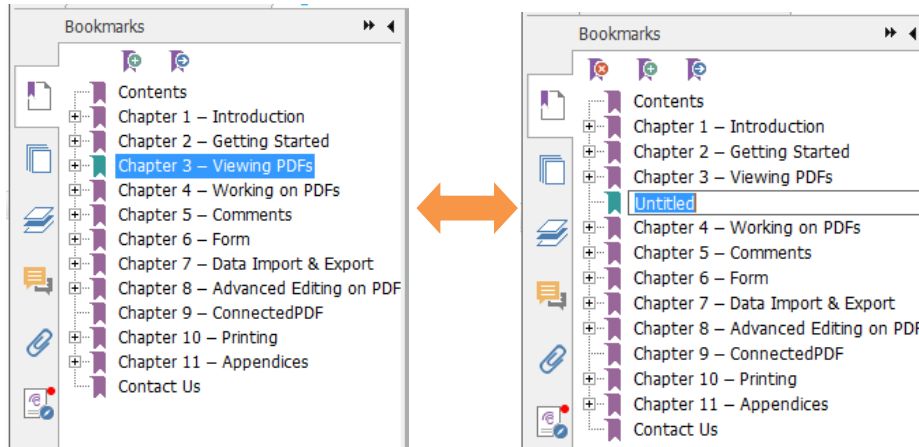 Bookmarks
Contents
Chapter 1 – Introduction
Chapter 2 – Getting Started
Chapter 3 – Viewing PDFs
Chapter 4 – Working on PDFs
Chapter 5 – Comments
Chapter 6 – Form
Chapter 7 – Data Import & Export
Chapter 8 – Advanced Editing on PDF
Chapter 9 – ConnectedPDF
Chapter 10 – Printing
Chapter 11 – Appendices
Contact Us
Bookmarks
Contents
Chapter 1 – Introduction
Chapter 2 – Getting Started
Chapter 3 – Viewing PDFs
Untitled
Chapter 4 – Working on PDFs
Chapter 5 – Comments
Chapter 6 – Form
Chapter 7 – Data Import & Export
Chapter 8 – Advanced Editing on PDF
Chapter 9 – ConnectedPDF
Chapter 10 – Printing
Chapter 11 – Appendices
Contact Us